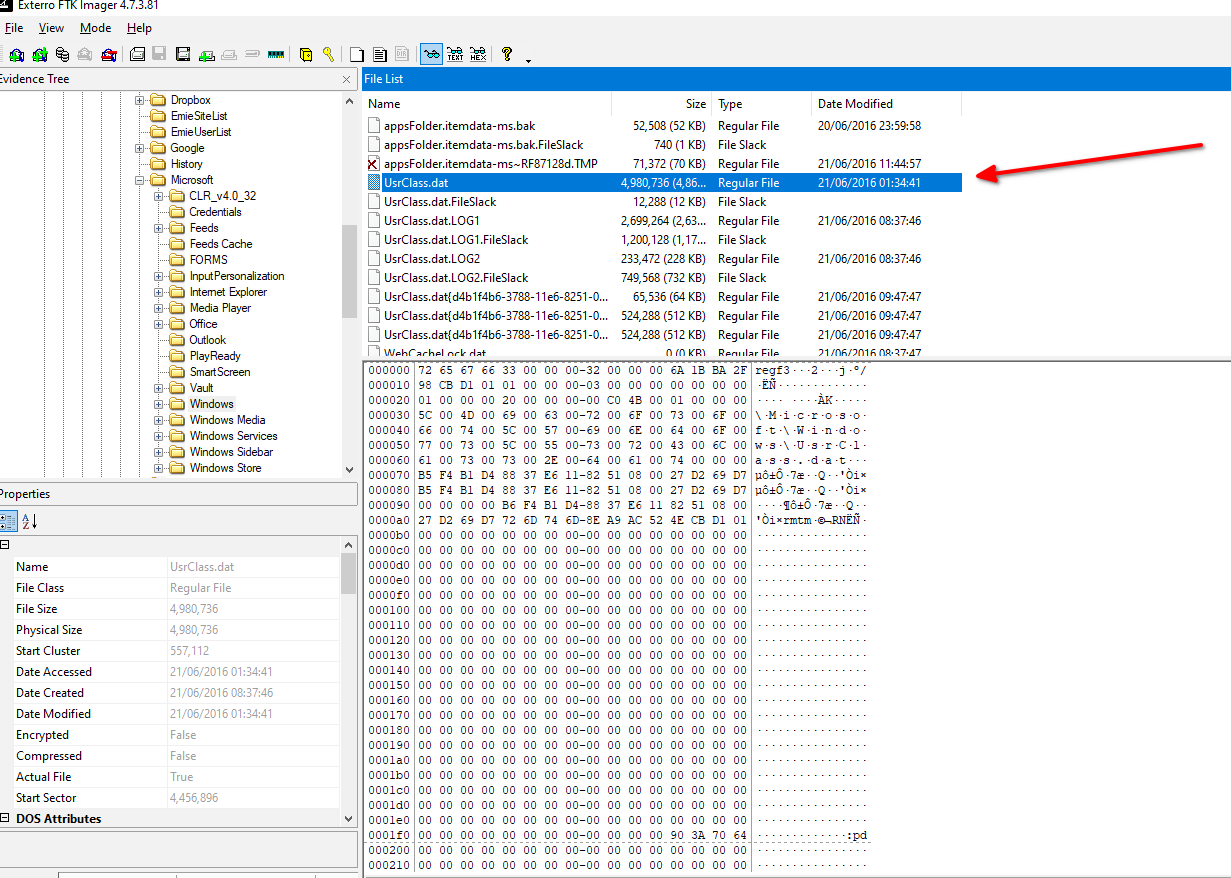 Exterro FTK Imager 4.7.3.81
File View Mode Help
TEXT HEX
Evidence Tree
Dropbox
EmieSiteList
EmieUserList
Google
History
Microsoft
CLR_v4.0_32
Credentials
Feeds
Feeds Cache
FORMS
InputPersonalization
Internet Explorer
Media Player
Office
Outlook
PlayReady
SmartScreen
Vault
Windows
Windows Media
Windows Services
Windows Sidebar
Windows Store
File List
Name Size Type Date Modified
appsFolder.itemdata-ms.bak 52,508 (52 KB) Regular File 20/06/2016 23:59:58
appsFolder.itemdata-ms.bak.FileSlack 740 (1 KB) File Slack
appsFolder.itemdata-ms~RF87128d.TMP 71,372 (70 KB) Regular File 21/06/2016 11:44:57
UsrClass.dat 4,980,736 (4,86... Regular File 21/06/2016 01:34:41
UsrClass.dat.FileSlack 12,288 (12 KB) File Slack
UsrClass.dat.LOG1 2,699,264 (2,63... Regular File 21/06/2016 08:37:46
UsrClass.dat.LOG1.FileSlack 1,200,128 (1,17... File Slack
UsrClass.dat.LOG2 233,472 (228 KB) Regular File 21/06/2016 08:37:46
UsrClass.dat.LOG2.FileSlack 749,568 (732 KB) File Slack
UsrClass.dat{d4b1f4b6-3788-11e6-8251-0... 65,536 (64 KB) Regular File 21/06/2016 09:47:47
UsrClass.dat{d4b1f4b6-3788-11e6-8251-0... 524,288 (512 KB) Regular File 21/06/2016 09:47:47
UsrClass.dat{d4b1f4b6-3788-11e6-8251-0... 524,288 (512 KB) Regular File 21/06/2016 09:47:47
WebCacheLock.dat 0 (0 KB) Regular File 21/06/2016 08:37:47
000000 72 65 67 66 33 00 00 00-32 00 00 00 6A 1B BA 2F regf3···2···j·º/
000010 98 CB D1 01 01 00 00 00-03 00 00 00 00 00 00 00 ·ËÑ·············
000020 01 00 00 00 20 00 00 00-00 C0 4B 00 01 00 00 00 ···· ····ÀK·····
000030 5C 00 4D 00 69 00 63 00-72 00 6F 00 73 00 6F 00 \·M·i·c·r·o·s·o·
000040 66 00 74 00 5C 00 57 00-69 00 6E 00 64 00 6F 00 f·t·\·W·i·n·d·o·
000050 77 00 73 00 5C 00 55 00-73 00 72 00 43 00 6C 00 w·s·\·U·s·r·C·l·
000060 61 00 73 00 73 00 2E 00-64 00 61 00 74 00 00 00 a·s·s·.·d·a·t···
000070 B5 F4 B1 D4 88 37 E6 11-82 51 08 00 27 D2 69 D7 µô±Ô·7æ··Q··'Òi×
000080 B5 F4 B1 D4 88 37 E6 11-82 51 08 00 27 D2 69 D7 µô±Ô·7æ··Q··'Òi×
000090 00 00 00 00 B6 F4 B1 D4-88 37 E6 11 82 51 08 00 ····¶ô±Ô·7æ··Q··
0000a0 27 D2 69 D7 72 6D 74 6D-8E A9 AC 52 4E CB D1 01 'Òi×rmtm·©¬RNËÑ·
0000b0 00 00 00 00 00 00 00 00-00 00 00 00 00 00 00 00 ················
0000c0 00 00 00 00 00 00 00 00-00 00 00 00 00 00 00 00 ················
0000d0 00 00 00 00 00 00 00 00-00 00 00 00 00 00 00 00 ················
0000e0 00 00 00 00 00 00 00 00-00 00 00 00 00 00 00 00 ················
0000f0 00 00 00 00 00 00 00 00-00 00 00 00 00 00 00 00 ················
000100 00 00 00 00 00 00 00 00-00 00 00 00 00 00 00 00 ················
000110 00 00 00 00 00 00 00 00-00 00 00 00 00 00 00 00 ················
000120 00 00 00 00 00 00 00 00-00 00 00 00 00 00 00 00 ················
000130 00 00 00 00 00 00 00 00-00 00 00 00 00 00 00 00 ················
000140 00 00 00 00 00 00 00 00-00 00 00 00 00 00 00 00 ················
000150 00 00 00 00 00 00 00 00-00 00 00 00 00 00 00 00 ················
000160 00 00 00 00 00 00 00 00-00 00 00 00 00 00 00 00 ················
000170 00 00 00 00 00 00 00 00-00 00 00 00 00 00 00 00 ················
000180 00 00 00 00 00 00 00 00-00 00 00 00 00 00 00 00 ················
000190 00 00 00 00 00 00 00 00-00 00 00 00 00 00 00 00 ················
0001a0 00 00 00 00 00 00 00 00-00 00 00 00 00 00 00 00 ················
0001b0 00 00 00 00 00 00 00 00-00 00 00 00 00 00 00 00 ················
0001c0 00 00 00 00 00 00 00 00-00 00 00 00 00 00 00 00 ················
0001d0 00 00 00 00 00 00 00 00-00 00 00 00 00 00 00 00 ················
0001e0 00 00 00 00 00 00 00 00-00 00 00 00 00 00 00 00 ················
0001f0 00 00 00 00 00 00 00 00-00 00 00 00 90 3A 70 64 ·············:pd
000200 00 00 00 00 00 00 00 00-00 00 00 00 00 00 00 00 ················
000210 00 00 00 00 00 00 00 00-00 00 00 00 00 00 00 00 ················
Properties
Name UsrClass.dat
File Class Regular File
File Size 4,980,736
Physical Size 4,980,736
Start Cluster 557,112
Date Accessed 21/06/2016 01:34:41
Date Created 21/06/2016 08:37:46
Date Modified 21/06/2016 01:34:41
Encrypted False
Compressed False
Actual File True
Start Sector 4,456,896
DOS Attributes